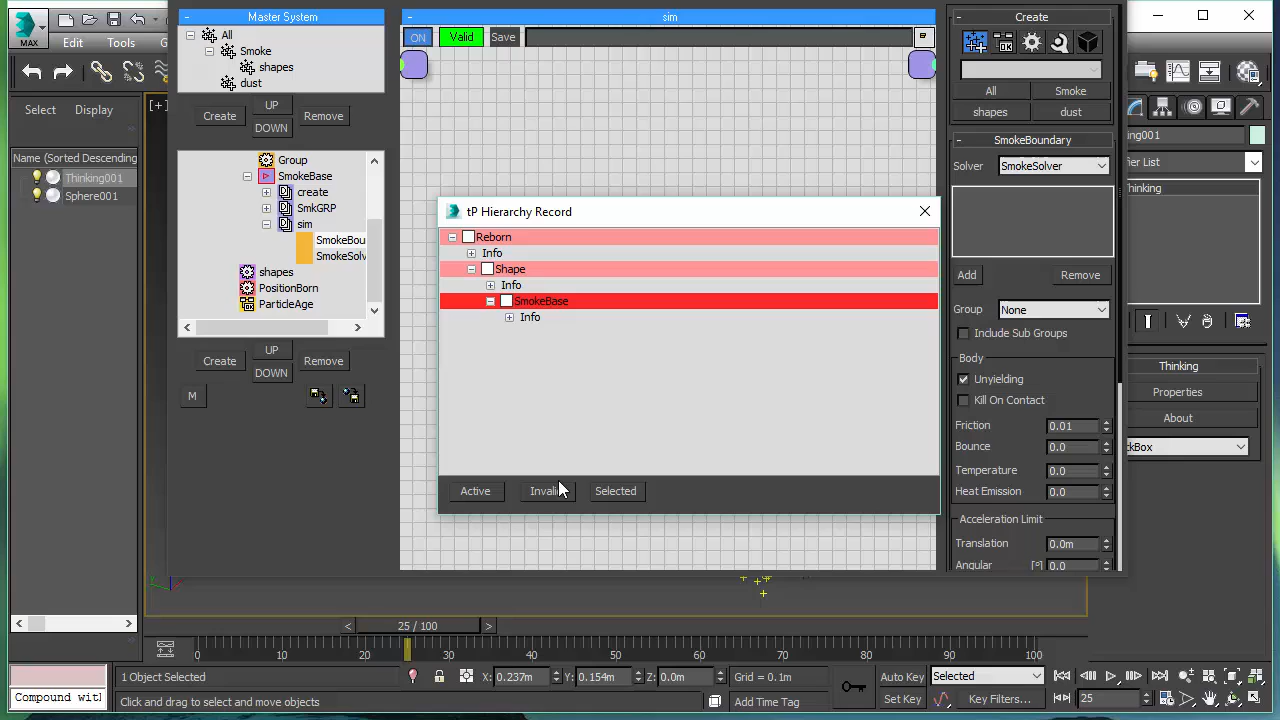 MAX
Edit
Tools
Select
Display
Name (Sorted Descending
Thinking001
Sphere001
Compound witl
Master System
All
Smoke
shapes
dust
Create
UP
DOWN
Remove
Group
SmokeBase
create
SmkGRP
sim
SmokeBou
SmokeSolv
shapes
PositionBorn
ParticleAge
Create
UP
DOWN
Remove
M
[+]
sim
ON
Valid
Save
tP Hierarchy Record
Reborn
Info
Shape
Info
SmokeBase
Info
Active
Invali
Selected
Create
All
Smoke
shapes
dust
SmokeBoundary
Solver
SmokeSolver
Add
Remove
Group
None
Include Sub Groups
Body
Unyielding
Kill On Contact
Friction
0.01
Bounce
0.0
Temperature
0.0
Heat Emission
0.0
Acceleration Limit
Translation
0.0m
Angular
[º]
0.0
ing001
ier List
hinking
Thinking
Properties
About
ckBox
25 / 100
0 10 20 30 40 50 60 70 80 90 100
1 Object Selected
X: 0.237m
Y: 0.154m
Z: 0.0m
Grid = 0.1m
Auto Key
Selected
Click and drag to select and move objects
Add Time Tag
Set Key
Key Filters...
25